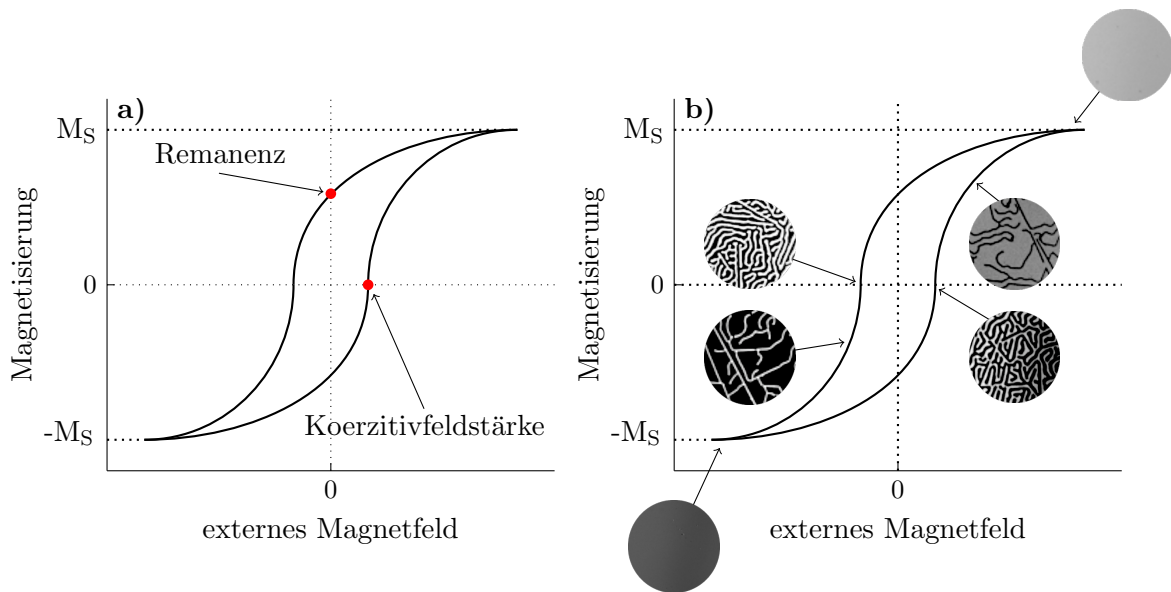 a)
M_S
Remanenz
Magnetisierung
0
Koerzitivfeldstärke
-M_S
0
externes Magnetfeld
b)
M_S
Magnetisierung
0
-M_S
0
externes Magnetfeld